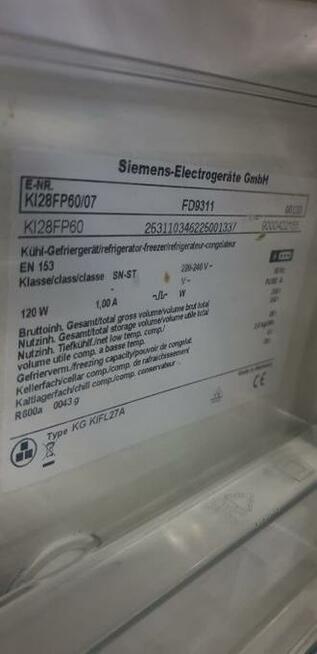 Siemens-Electrogeräte GmbH
E-NR.
KI28FP60/07 FD9311
KI28FP60
Kühl-Gefriergerät/refrigerator-freezer/refrigerateur-congelateur
EN 153
Klasse/class/classe SN-ST 220-240 V~
V~
120 W 1,00 A W
Bruttoinh. Gesamt/total gross volume/volume brut total
Nutzinh. Gesamt/total storage volume/volume utile total
Nutzinh. Tiefkühl./net low temp. comp./
volume utile comp. a basse temp.
Gefrierverm./freezing capacity/pouvoir de congelat.
Kellerfach/cellar comp./comp. de rafraichissement
Kaltlagerfach/chill comp./comp. conservateur
R600a 0043 g
CE
Type KG KIFL27A